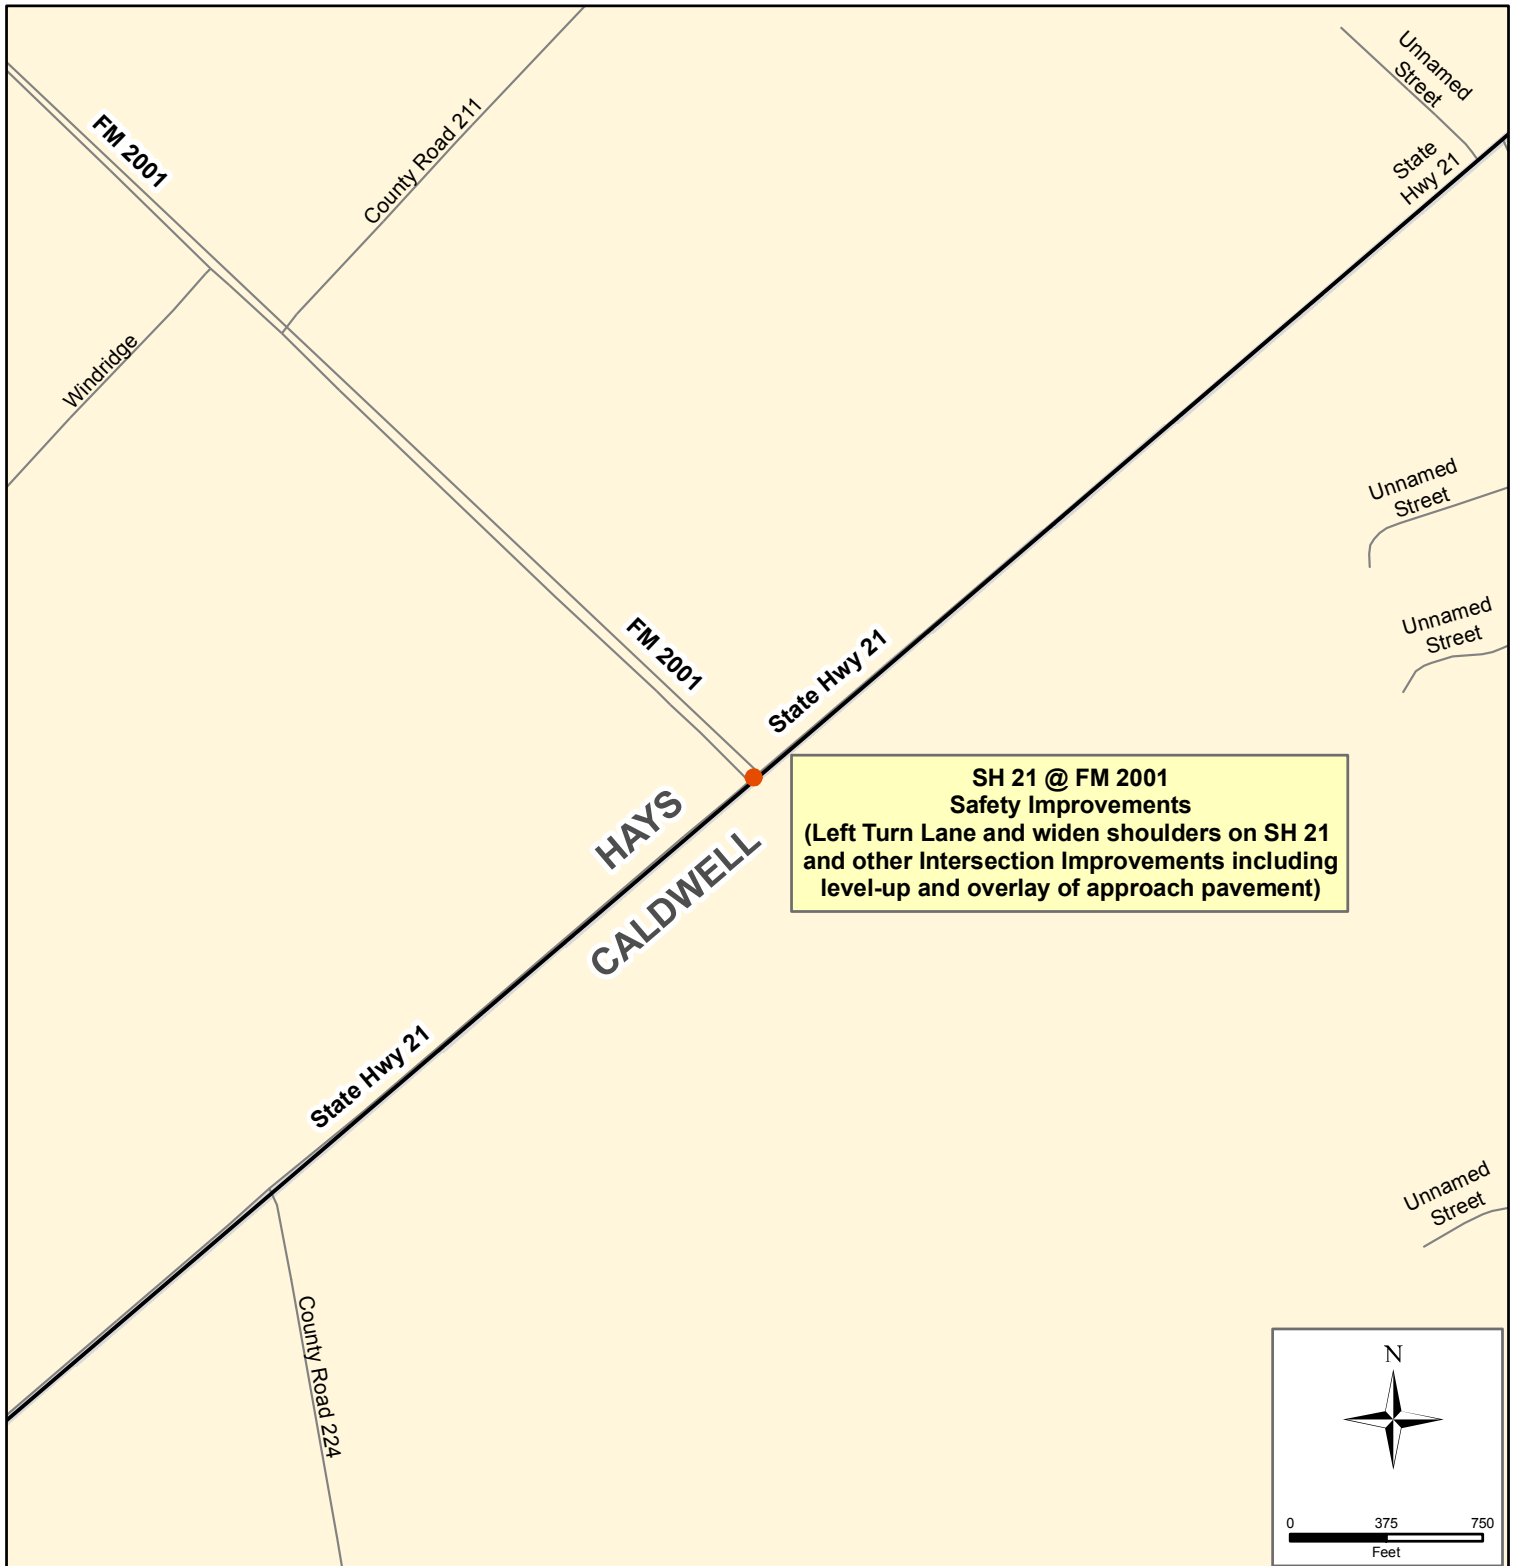 Unnamed
Street
FM 2001
County Road 211
State
Hwy 21
Windridge
Unnamed
Street
Unnamed
Street
FM 2001
State Hwy 21
SH 21 @ FM 2001
Safety Improvements
(Left Turn Lane and widen shoulders on SH 21
and other Intersection Improvements including
level-up and overlay of approach pavement)
HAYS
CALDWELL
State Hwy 21
Unnamed
Street
County Road 224
N
0 375 750
Feet